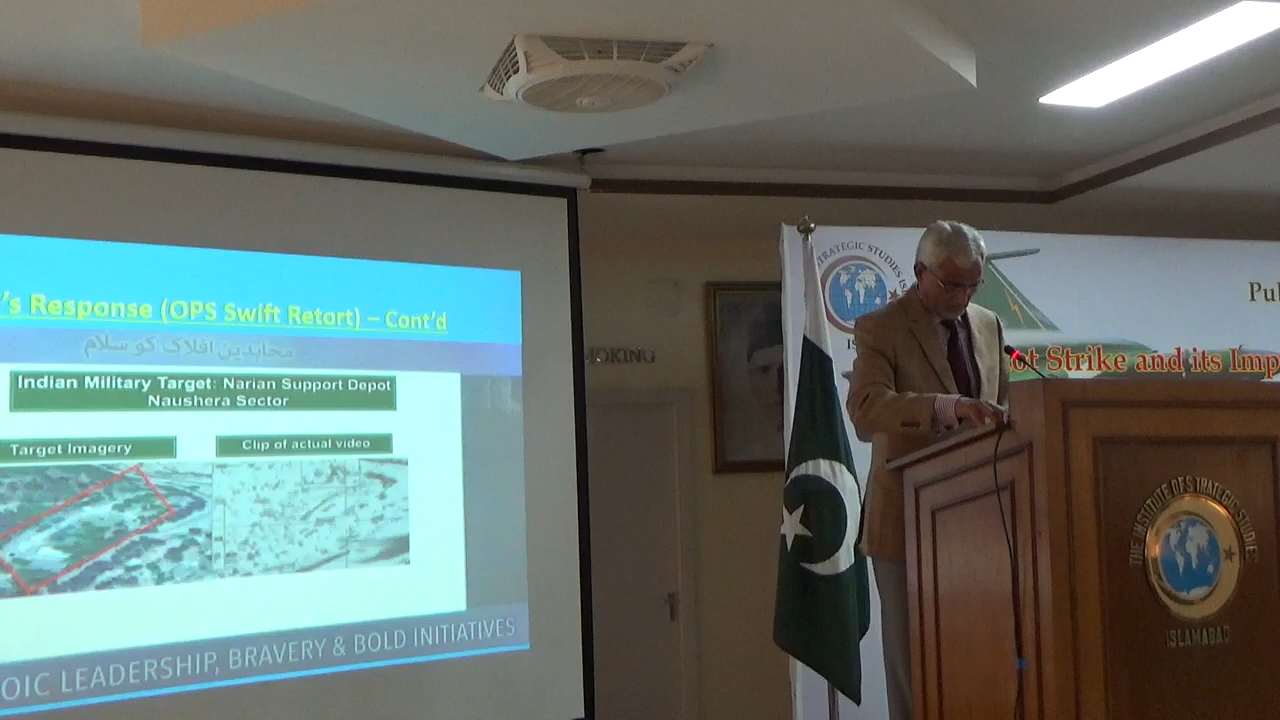 's Response (OPS Swift Retort) – Cont'd
مجاہدین افلاک کو سلام
Indian Military Target: Narian Support Depot
Naushera Sector
Target Imagery
Clip of actual video
OIC LEADERSHIP, BRAVERY & BOLD INITIATIVES
MOKING
TRATEGIC STUDIES IS
IS
Pul
ot Strike and its Imp
THE INSTITUTE OF STRATEGIC STUDIES
ISLAMABAD